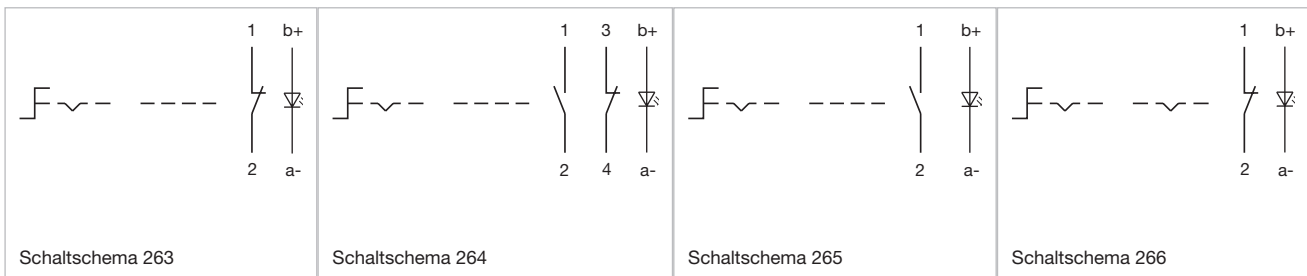 1 b+
2 a-
Schaltschema 263
1 3 b+
2 4 a-
Schaltschema 264
1 b+
2 a-
Schaltschema 265
1 b+
2 a-
Schaltschema 266